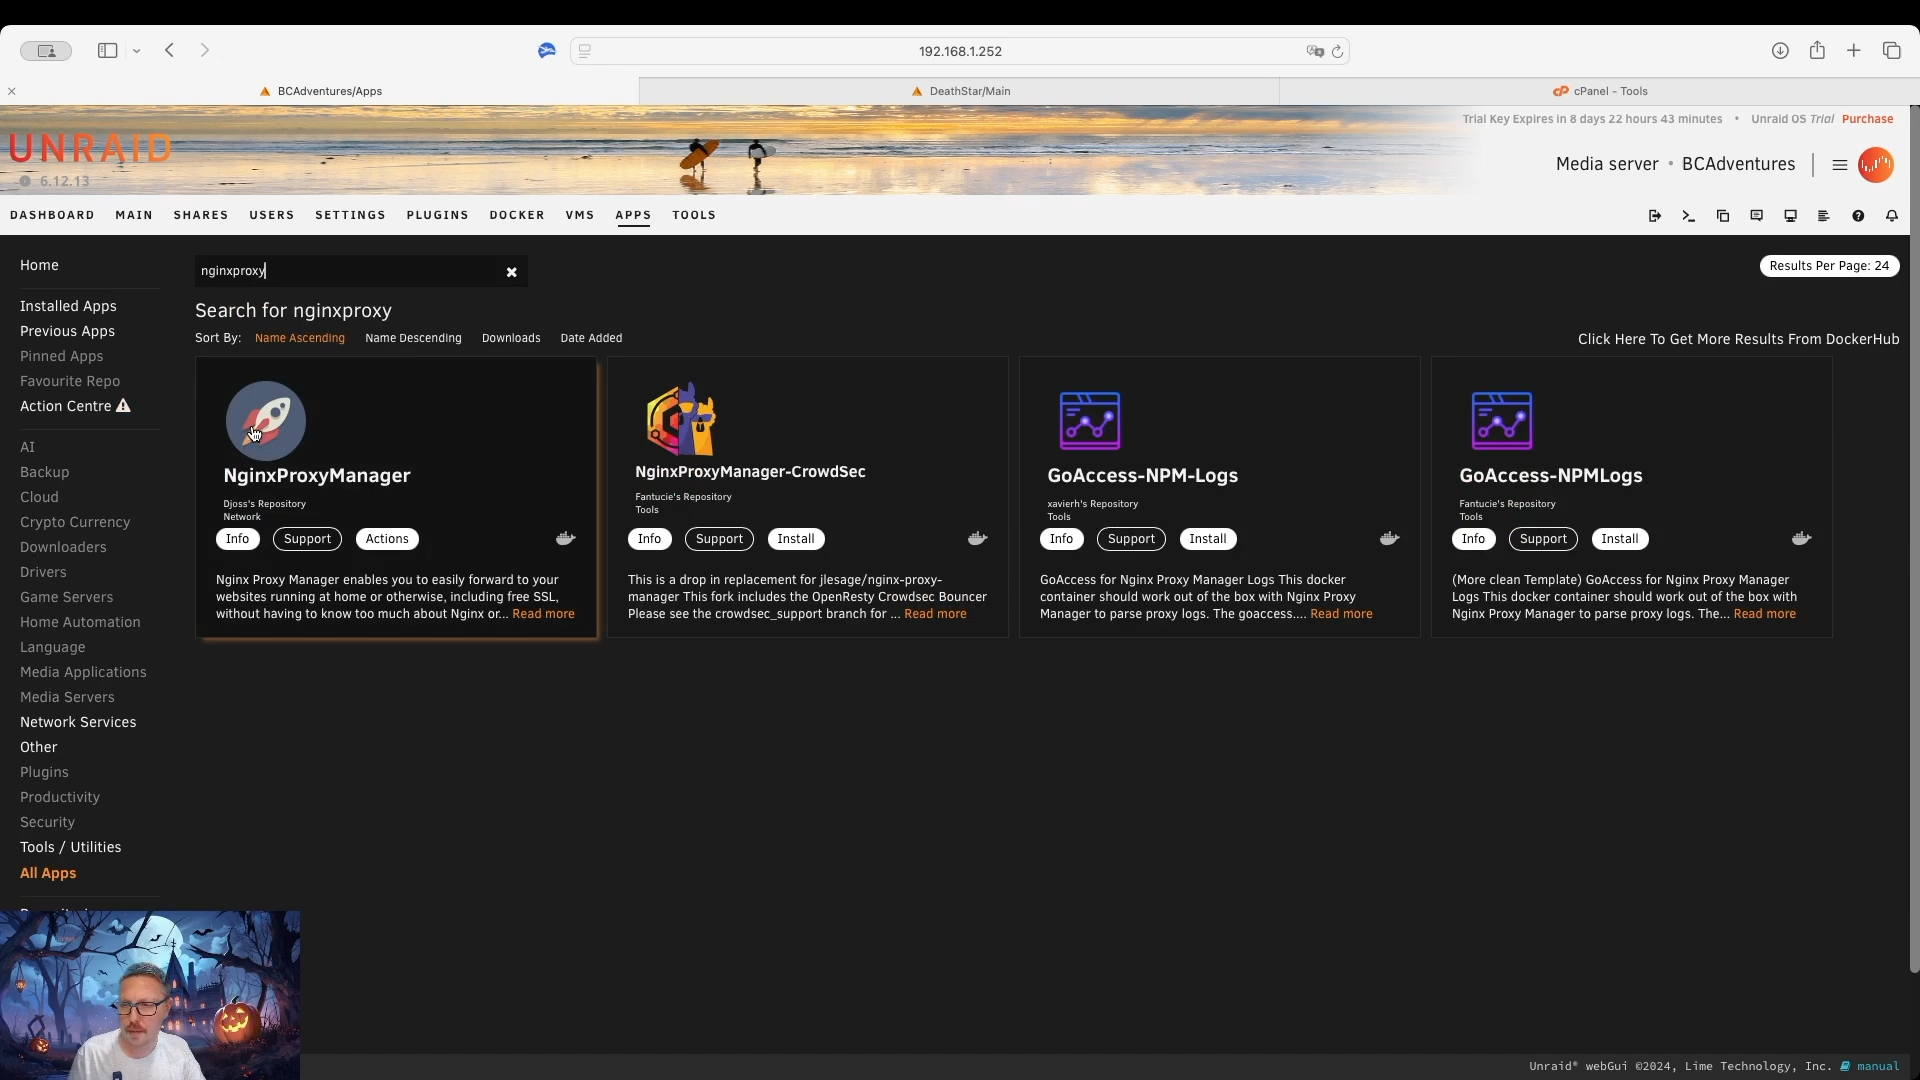 192.168.1.252
BCAdventures/Apps
DeathStar/Main
cPanel - Tools
UNRAID
6.12.13
Trial Key Expires in 8 days 22 hours 43 minutes • Unraid OS Trial Purchase
Media server • BCAdventures
DASHBOARD MAIN SHARES USERS SETTINGS PLUGINS DOCKER VMS APPS TOOLS
Home
Installed Apps
Previous Apps
Pinned Apps
Favourite Repo
Action Centre
AI
Backup
Cloud
Crypto Currency
Downloaders
Drivers
Game Servers
Home Automation
Language
Media Applications
Media Servers
Network Services
Other
Plugins
Productivity
Security
Tools / Utilities
All Apps
nginxproxy
Results Per Page: 24
Search for nginxproxy
Sort By: Name Ascending Name Descending Downloads Date Added
Click Here To Get More Results From DockerHub
NginxProxyManager
Djoss's Repository
Network
Info Support Actions
Nginx Proxy Manager enables you to easily forward to your
websites running at home or otherwise, including free SSL,
without having to know too much about Nginx or... Read more
NginxProxyManager-CrowdSec
Fantucie's Repository
Tools
Info Support Install
This is a drop in replacement for jlesage/nginx-proxy-
manager This fork includes the OpenResty Crowdsec Bouncer
Please see the crowdsec_support branch for ... Read more
GoAccess-NPM-Logs
xavierh's Repository
Tools
Info Support Install
GoAccess for Nginx Proxy Manager Logs This docker
container should work out of the box with Nginx Proxy
Manager to parse proxy logs. The goaccess.... Read more
GoAccess-NPMLogs
Fantucie's Repository
Tools
Info Support Install
(More clean Template) GoAccess for Nginx Proxy Manager
Logs This docker container should work out of the box with
Nginx Proxy Manager to parse proxy logs. The... Read more
Unraid® webGui ©2024, Lime Technology, Inc. manual